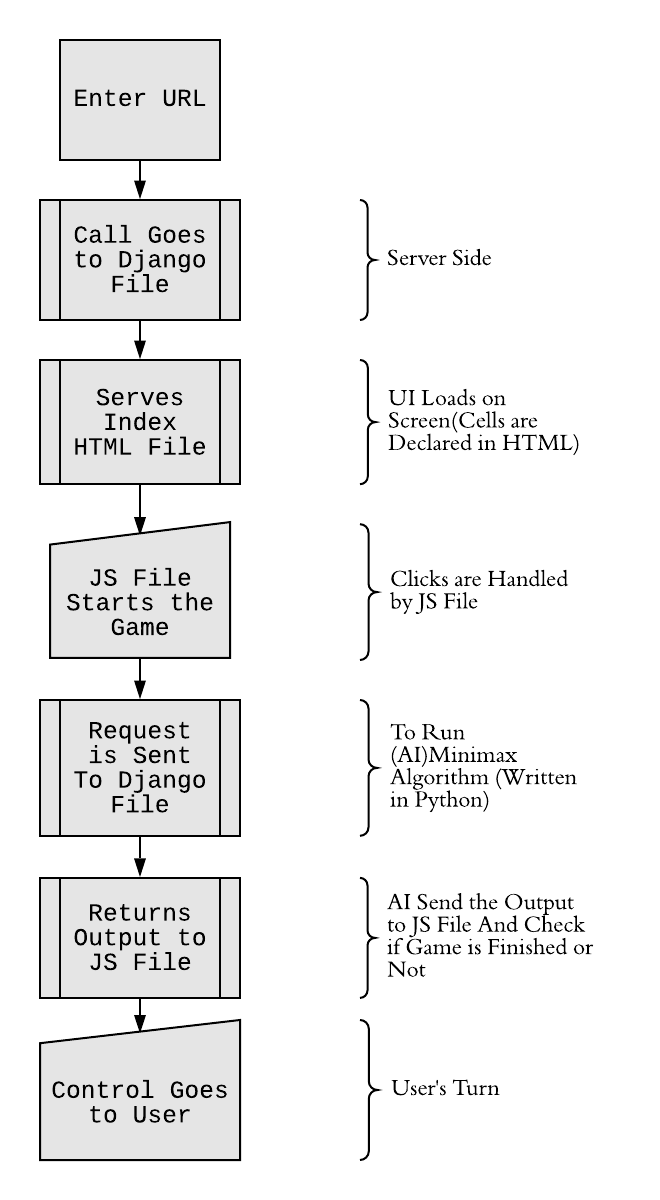 Enter URL
Call Goes
to Django
File
Server Side
Serves
Index
HTML File
UI Loads on
Screen(Cells are
Declared in HTML)
JS File
Starts the
Game
Clicks are Handled
by JS File
Request
is Sent
To Django
File
To Run
(AI)Minimax
Algorithm (Written
in Python)
Returns
Output to
JS File
AI Send the Output
to JS File And Check
if Game is Finished or
Not
Control Goes
to User
User's Turn